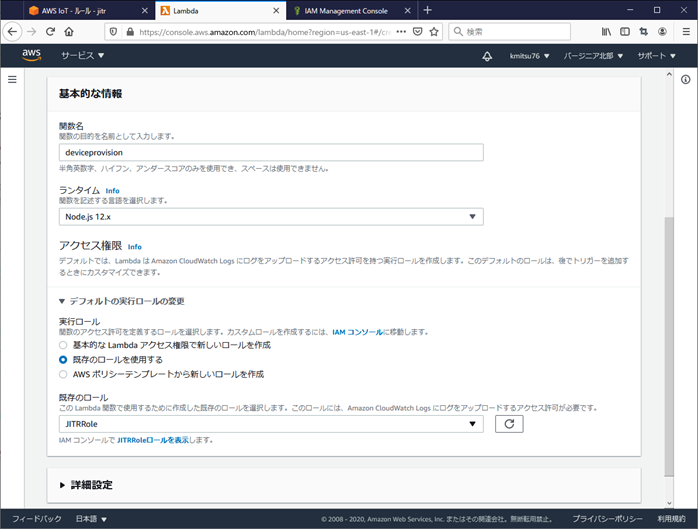 AWS IoT - ルール - jitr
Lambda
IAM Management Console
https://console.aws.amazon.com/lambda/home?region=us-east-1#/cre
検索
aws
サービス
kmitsu76
バージニア北部
サポート
基本的な情報
関数名
関数の目的を名前として入力します。
deviceprovision
半角英数字、ハイフン、アンダースコアのみを使用でき、スペースは使用できません。
ランタイム Info
関数を記述する言語を選択します。
Node.js 12.x
アクセス権限 Info
デフォルトでは、Lambda は Amazon CloudWatch Logs にログをアップロードするアクセス許可を持つ実行ロールを作成します。このデフォルトのロールは、後でトリガーを追加
するときにカスタマイズできます。
デフォルトの実行ロールの変更
実行ロール
関数のアクセス許可を定義するロールを選択します。カスタムロールを作成するには、IAM コンソールに移動します。
基本的な Lambda アクセス権限で新しいロールを作成
既存のロールを使用する
AWS ポリシーテンプレートから新しいロールを作成
既存のロール
この Lambda 関数で使用するために作成した既存のロールを選択します。このロールには、Amazon CloudWatch Logs にログをアップロードするアクセス許可が必要です。
JITRRole
IAM コンソールで JITRRoleロールを表示します。
詳細設定
フィードバック
日本語
© 2008 - 2020, Amazon Web Services, Inc. またはその関連会社。無断転用禁止。
プライバシーポリシー
利用規約